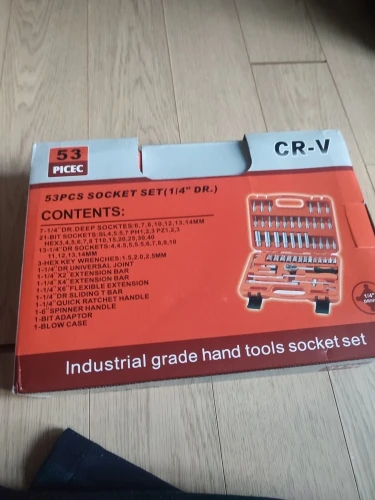 53
PICEC
CR-V
53PCS SOCKET SET(1/4" DR.)
CONTENTS:
7-1/4" DR.DEEP SOCKTES:6,7,8,10,12,13,14MM
21-BIT SOCKETS:SL4,5.5,7 PH1,2,3 PZ1,2,3
HEX3,4,5,6,7,8 T10,15,20,25,30,40
13-1/4"DR SOCKETS:4,4.5,5,5.5,6,7,8,9,10
11,12,13,14MM
3-HEX KEY WRENCHES:1.5,2.0,2.5MM
1-1/4"DR UNIVERSAL JOINT
1-1/4"X2" EXTENSION BAR
1-1/4"X4" EXTENSION BAR
1-1/4"X6"FLEXIBLE EXTENSION
1-1/4"DR SLIDING T BAR
1-1/4"QUICK RATCHET HANDLE
1-6"SPINNER HANDLE
1-BIT ADAPTOR
1-BLOW CASE
1/4"
Industrial grade hand tools socket set